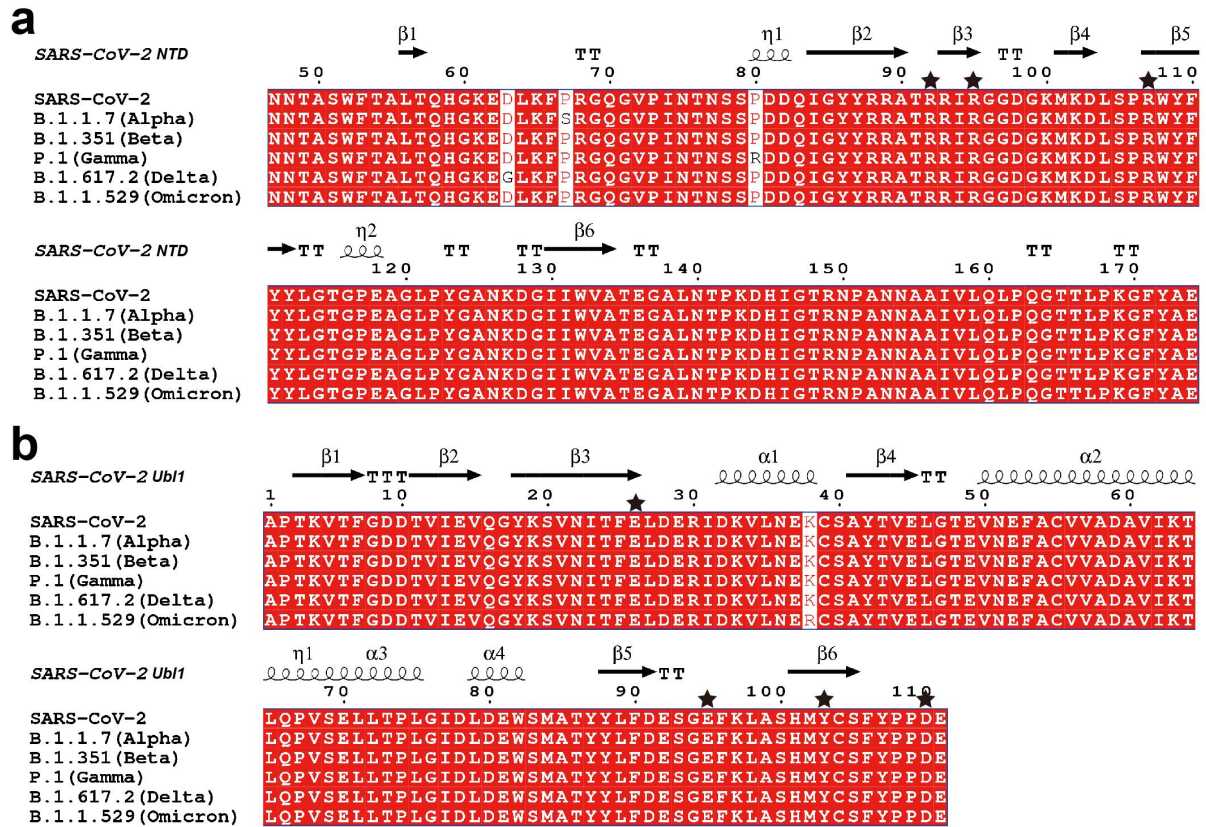 a
β1 TT η1 β2 β3 TT β4 β5
SARS−CoV−2 NTD
50 60 70 80 90 100 110
SARS−CoV−2 NNTASWFTALTQHGKEDLKFPRGQGVPINTNSSPDDQIGYYRRATRRIRGGDGKMKDLSPRWYF
B.1.1.7(Alpha) NNTASWFTALTQHGKEDLKFSRGQGVPINTNSSPDDQIGYYRRATRRIRGGDGKMKDLSPRWYF
B.1.351(Beta) NNTASWFTALTQHGKEDLKFPRGQGVPINTNSSPDDQIGYYRRATRRIRGGDGKMKDLSPRWYF
P.1(Gamma) NNTASWFTALTQHGKEDLKFPRGQGVPINTNSSRDDQIGYYRRATRRIRGGDGKMKDLSPRWYF
B.1.617.2(Delta) NNTASWFTALTQHGKEGLKFPRGQGVPINTNSSPDDQIGYYRRATRRIRGGDGKMKDLSPRWYF
B.1.1.529(Omicron) NNTASWFTALTQHGKEDLKFPRGQGVPINTNSSPDDQIGYYRRATRRIRGGDGKMKDLSPRWYF
TT η2 TT TT β6 TT TT TT
SARS−CoV−2 NTD
120 130 140 150 160 170
SARS−CoV−2 YYLGTGPEAGLPYGANKDGIIWVATEGALNTPKDHIGTRNPANNAAIVLQLPQGTTLPKGFYAE
B.1.1.7(Alpha) YYLGTGPEAGLPYGANKDGIIWVATEGALNTPKDHIGTRNPANNAAIVLQLPQGTTLPKGFYAE
B.1.351(Beta) YYLGTGPEAGLPYGANKDGIIWVATEGALNTPKDHIGTRNPANNAAIVLQLPQGTTLPKGFYAE
P.1(Gamma) YYLGTGPEAGLPYGANKDGIIWVATEGALNTPKDHIGTRNPANNAAIVLQLPQGTTLPKGFYAE
B.1.617.2(Delta) YYLGTGPEAGLPYGANKDGIIWVATEGALNTPKDHIGTRNPANNAAIVLQLPQGTTLPKGFYAE
B.1.1.529(Omicron) YYLGTGPEAGLPYGANKDGIIWVATEGALNTPKDHIGTRNPANNAAIVLQLPQGTTLPKGFYAE
b
β1 TTT β2 β3 α1 β4 TT α2
SARS−CoV−2 Ubl1
1 10 20 30 40 50 60
SARS−CoV−2 APTKVTFGDDTVIEVQGYKSVNITFELDERIDKVLNEKCSAYTVELGTEVNEFACVVADAVIKT
B.1.1.7(Alpha) APTKVTFGDDTVIEVQGYKSVNITFELDERIDKVLNEKCSAYTVELGTEVNEFACVVADAVIKT
B.1.351(Beta) APTKVTFGDDTVIEVQGYKSVNITFELDERIDKVLNEKCSAYTVELGTEVNEFACVVADAVIKT
P.1(Gamma) APTKVTFGDDTVIEVQGYKSVNITFELDERIDKVLNEKCSAYTVELGTEVNEFACVVADAVIKT
B.1.617.2(Delta) APTKVTFGDDTVIEVQGYKSVNITFELDERIDKVLNEKCSAYTVELGTEVNEFACVVADAVIKT
B.1.1.529(Omicron) APTKVTFGDDTVIEVQGYKSVNITFELDERIDKVLNERCSAYTVELGTEVNEFACVVADAVIKT
η1 α3 α4 β5 TT β6
SARS−CoV−2 Ubl1
70 80 90 100 110
SARS−CoV−2 LQPVSELLTPLGIDLDEWSMATYYLFDESGEFKLASHMYCSFYPPDE
B.1.1.7(Alpha) LQPVSELLTPLGIDLDEWSMATYYLFDESGEFKLASHMYCSFYPPDE
B.1.351(Beta) LQPVSELLTPLGIDLDEWSMATYYLFDESGEFKLASHMYCSFYPPDE
P.1(Gamma) LQPVSELLTPLGIDLDEWSMATYYLFDESGEFKLASHMYCSFYPPDE
B.1.617.2(Delta) LQPVSELLTPLGIDLDEWSMATYYLFDESGEFKLASHMYCSFYPPDE
B.1.1.529(Omicron) LQPVSELLTPLGIDLDEWSMATYYLFDESGEFKLASHMYCSFYPPDE